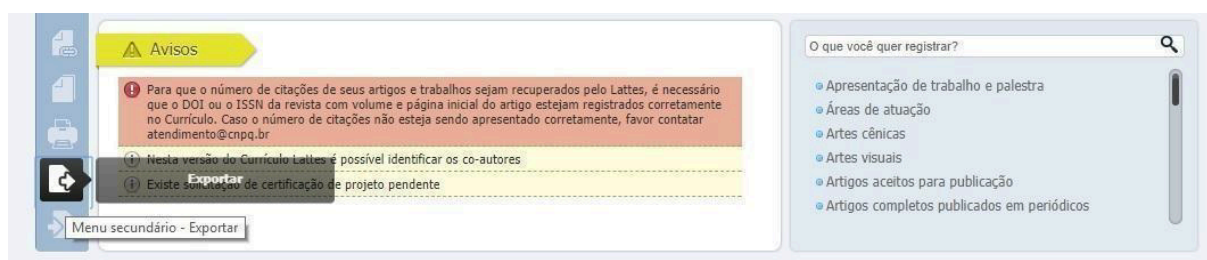 Avisos
Para que o número de citações de seus artigos e trabalhos sejam recuperados pelo Lattes, é necessário
que o DOI ou o ISSN da revista com volume e página inicial do artigo estejam registrados corretamente
no Currículo. Caso o número de citações não esteja sendo apresentado corretamente, favor contatar
atendimento@cnpq.br
Nesta versão do Currículo Lattes é possível identificar os co-autores
Existe solicitação de certificação de projeto pendente
Exportar
Menu secundário - Exportar
O que você quer registrar?
Apresentação de trabalho e palestra
Áreas de atuação
Artes cênicas
Artes visuais
Artigos aceitos para publicação
Artigos completos publicados em periódicos